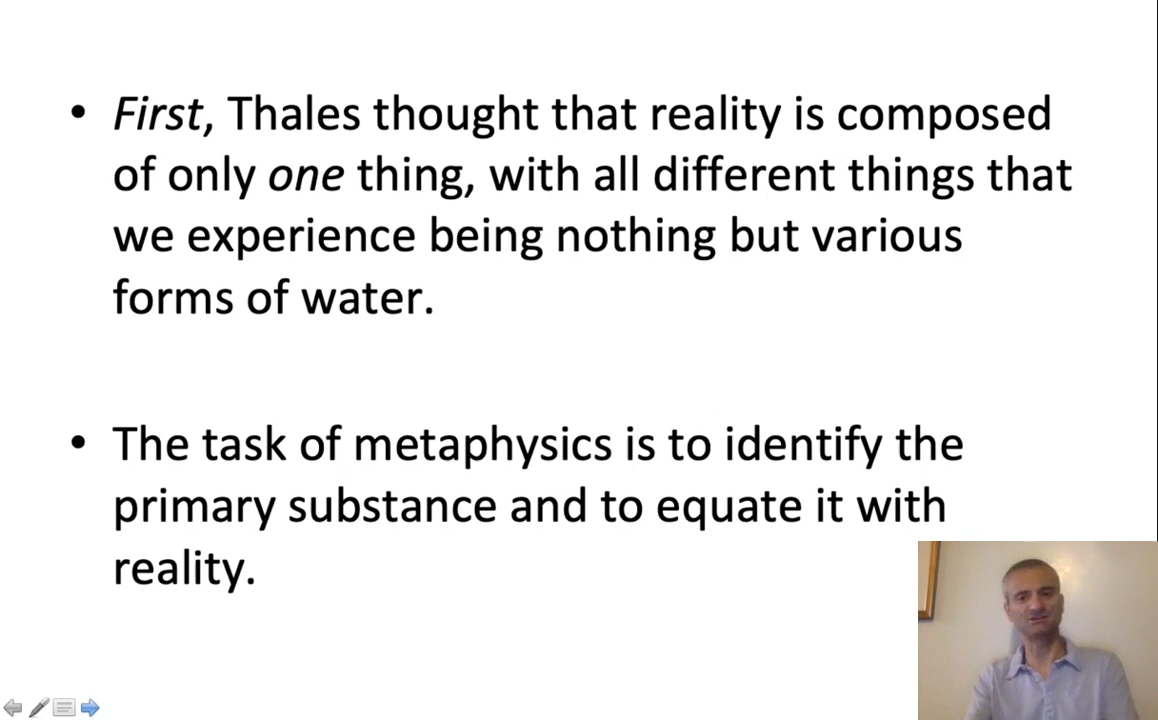 • First, Thales thought that reality is composed
of only one thing, with all different things that
we experience being nothing but various
forms of water.
• The task of metaphysics is to identify the
primary substance and to equate it with
reality.